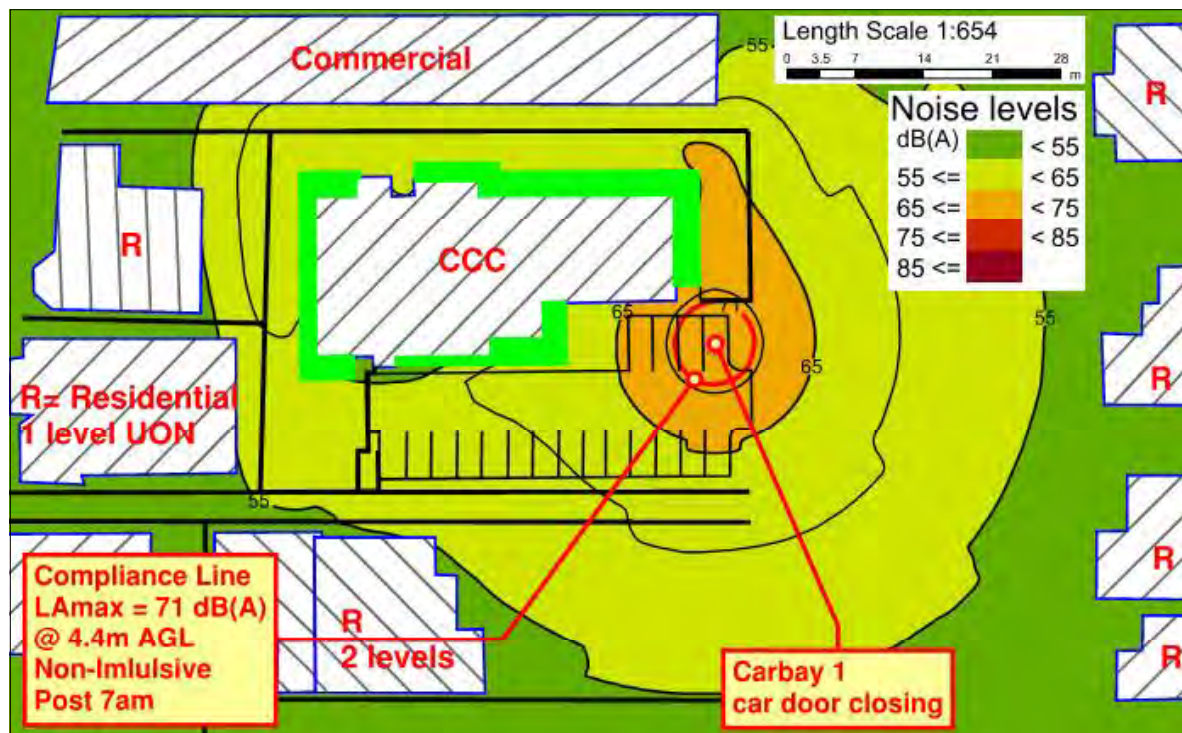 Commercial
55
Length Scale 1:654
0 3.5 7 14 21 28
m
Noise levels
dB(A)
< 55
55 <= < 65
65 <= < 75
75 <= < 85
85 <=
R
R
CCC
65
55
65
R= Residential
1 level UON
R
55
R
R
2 levels
R
Compliance Line
LAmax = 71 dB(A)
@ 4.4m AGL
Non-Imlulsive
Post 7am
Carbay 1
car door closing